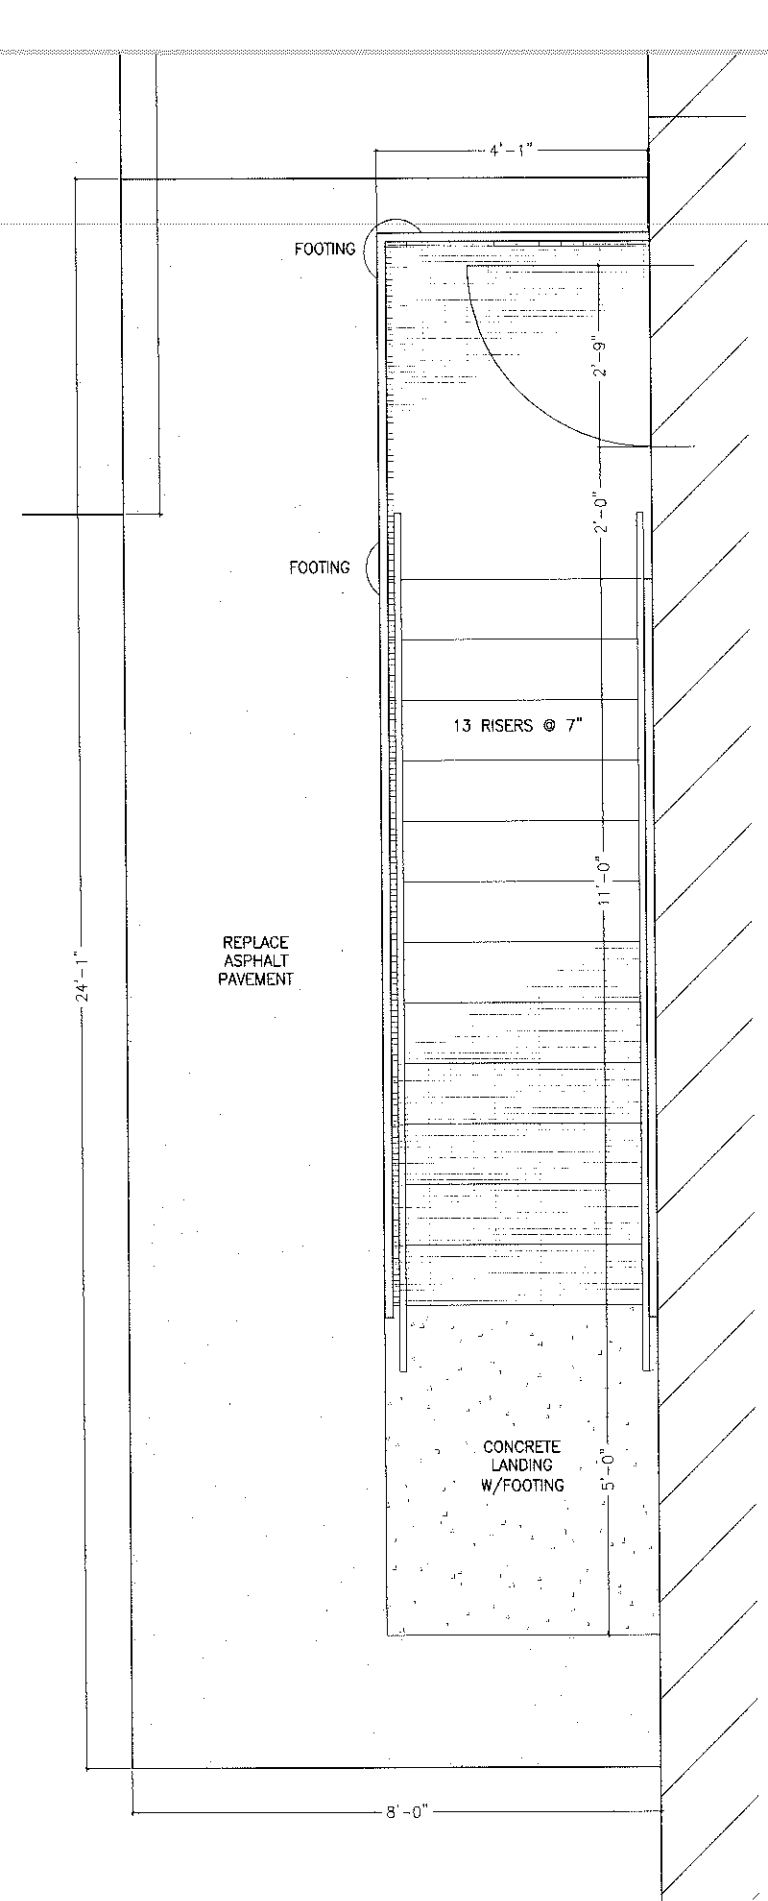 4'-1"
FOOTING
2'-9"
2'-0"
FOOTING
13 RISERS @ 7"
11'-0"
REPLACE
ASPHALT
PAVEMENT
24'-1"
CONCRETE
LANDING
W/FOOTING
5'-0"
8'-0"